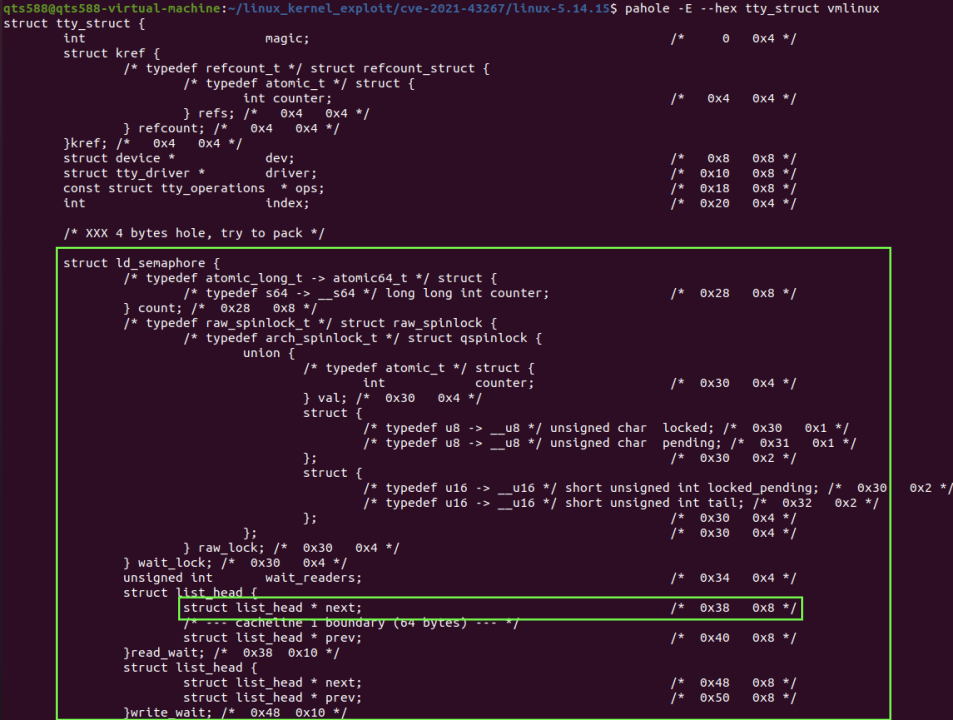 qts588@qts588-virtual-machine:~/linux_kernel_exploit/cve-2021-43267/linux-5.14.15$ pahole -E --hex tty_struct vmlinux
struct tty_struct {
        int                        magic;                                                /*     0   0x4 */
        struct kref {
                /* typedef refcount_t */ struct refcount_struct {
                        /* typedef atomic_t */ struct {
                                int counter;                                             /*   0x4   0x4 */
                        } refs; /*   0x4   0x4 */
                } refcount; /*   0x4   0x4 */
        }kref; /*   0x4   0x4 */
        struct device *            dev;                                                  /*   0x8   0x8 */
        struct tty_driver *        driver;                                               /*  0x10   0x8 */
        const struct tty_operations  * ops;                                              /*  0x18   0x8 */
        int                        index;                                                /*  0x20   0x4 */
        /* XXX 4 bytes hole, try to pack */
        struct ld_semaphore {
                /* typedef atomic_long_t -> atomic64_t */ struct {
                        /* typedef s64 -> __s64 */ long long int counter;                /*  0x28   0x8 */
                } count; /*  0x28   0x8 */
                /* typedef raw_spinlock_t */ struct raw_spinlock {
                        /* typedef arch_spinlock_t */ struct qspinlock {
                                union {
                                        /* typedef atomic_t */ struct {
                                                int            counter;                  /*  0x30   0x4 */
                                        } val; /*  0x30   0x4 */
                                        struct {
                                                /* typedef u8 -> __u8 */ unsigned char  locked; /*  0x30   0x1 */
                                                /* typedef u8 -> __u8 */ unsigned char  pending; /*  0x31   0x1 */
                                        };                                               /*  0x30   0x2 */
                                        struct {
                                                /* typedef u16 -> __u16 */ short unsigned int locked_pending; /*  0x30   0x2 */
                                                /* typedef u16 -> __u16 */ short unsigned int tail; /*  0x32   0x2 */
                                        };                                               /*  0x30   0x4 */
                                };                                                       /*  0x30   0x4 */
                        } raw_lock; /*  0x30   0x4 */
                } wait_lock; /*  0x30   0x4 */
                unsigned int       wait_readers;                                         /*  0x34   0x4 */
                struct list_head {
                        struct list_head * next;                                         /*  0x38   0x8 */
                        /* --- cacheline 1 boundary (64 bytes) --- */
                        struct list_head * prev;                                         /*  0x40   0x8 */
                }read_wait; /*  0x38  0x10 */
                struct list_head {
                        struct list_head * next;                                         /*  0x48   0x8 */
                        struct list_head * prev;                                         /*  0x50   0x8 */
                }write_wait; /*  0x48  0x10 */